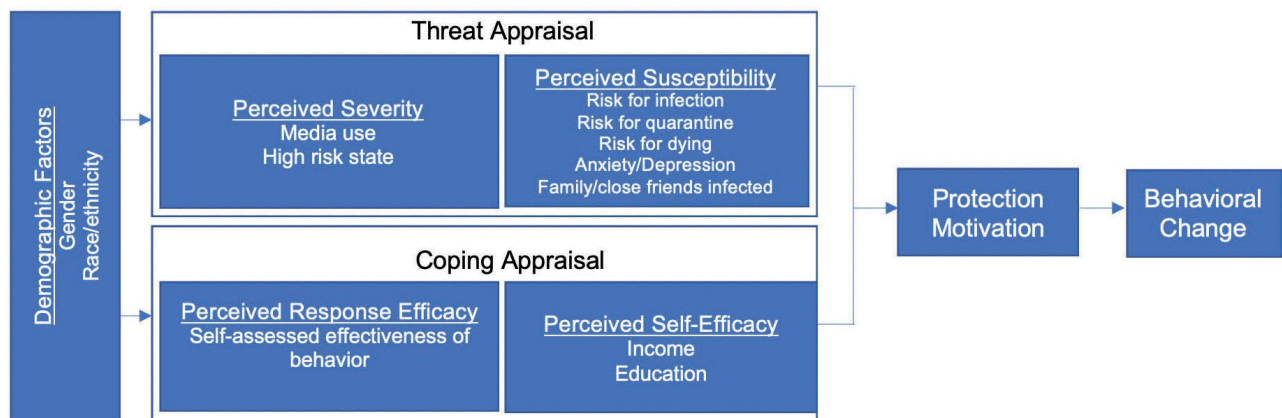 Demographic Factors
Gender
Race/ethnicity
Threat Appraisal
Perceived Severity
Media use
High risk state
Perceived Susceptibility
Risk for infection
Risk for quarantine
Risk for dying
Anxiety/Depression
Family/close friends infected
Coping Appraisal
Perceived Response Efficacy
Self-assessed effectiveness of
behavior
Perceived Self-Efficacy
Income
Education
Protection
Motivation
Behavioral
Change